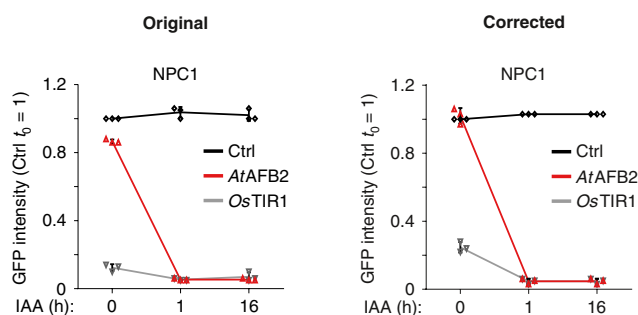 Original
NPC1
GFP intensity (Ctrl t0 = 1)
1.2
0.8
0.4
0
Ctrl
AtAFB2
OsTIR1
IAA (h):
0
1
16
Corrected
NPC1
GFP intensity (Ctrl t0 = 1)
1.2
0.8
0.4
0
Ctrl
AtAFB2
OsTIR1
IAA (h):
0
1
16